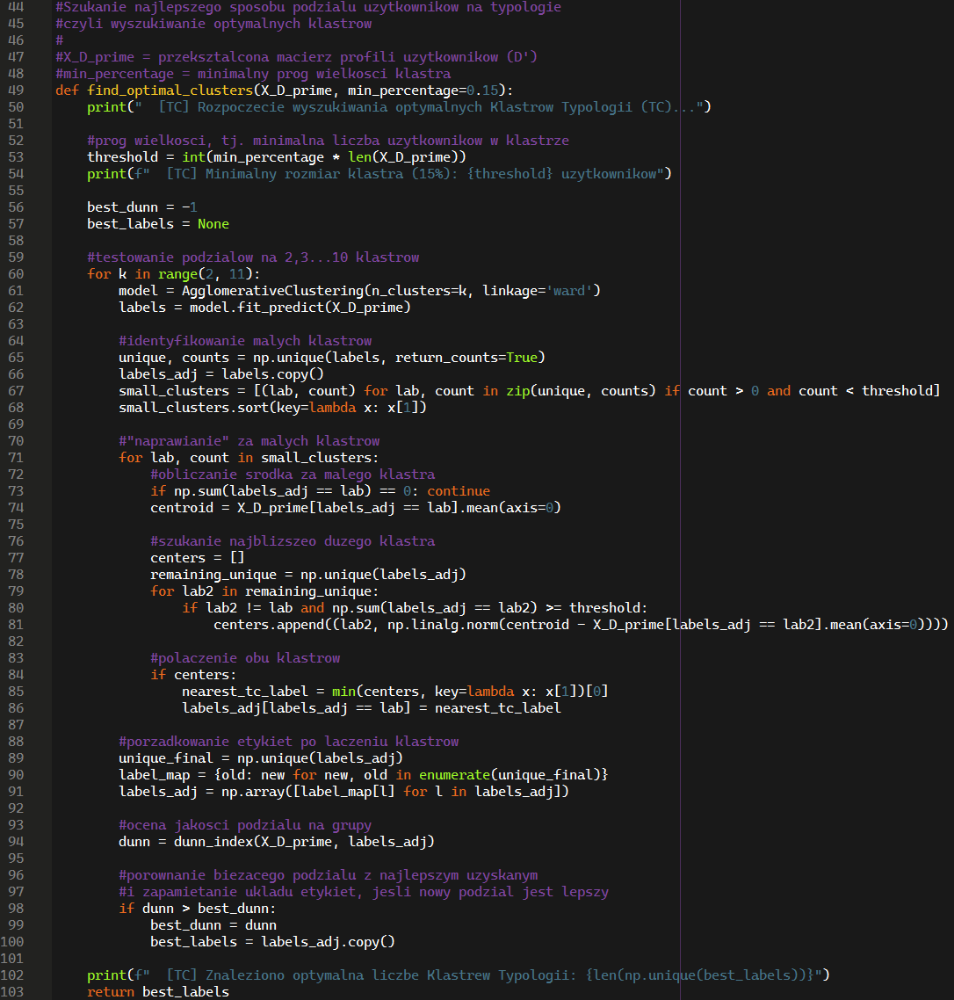 44 #Szukanie najlepszego sposobu podzialu uzytkownikow na typologie
45 #czyli wyszukiwanie optymalnych klastrow
46 #
47 #X_D_prime = przeksztalcona macierz profili uzytkownikow (D')
48 #min_percentage = minimalny prog wielkosci klastra
49 def find_optimal_clusters(X_D_prime, min_percentage=0.15):
50     print("  [TC] Rozpoczecie wyszukiwania optymalnych Klastrow Typologii (TC)...")
51
52     #prog wielkosci, tj. minimalna liczba uzytkownikow w klastrze
53     threshold = int(min_percentage * len(X_D_prime))
54     print(f"  [TC] Minimalny rozmiar klastra (15%): {threshold} uzytkownikow")
55
56     best_dunn = -1
57     best_labels = None
58
59     #testowanie podzialow na 2,3...10 klastrow
60     for k in range(2, 11):
61         model = AgglomerativeClustering(n_clusters=k, linkage='ward')
62         labels = model.fit_predict(X_D_prime)
63
64         #identyfikowanie malych klastrow
65         unique, counts = np.unique(labels, return_counts=True)
66         labels_adj = labels.copy()
67         small_clusters = [(lab, count) for lab, count in zip(unique, counts) if count > 0 and count < threshold]
68         small_clusters.sort(key=lambda x: x[1])
69
70         #"naprawianie" za malych klastrow
71         for lab, count in small_clusters:
72             #obliczanie srodka za malego klastra
73             if np.sum(labels_adj == lab) == 0: continue
74             centroid = X_D_prime[labels_adj == lab].mean(axis=0)
75
76             #szukanie najblizszeo duzego klastra
77             centers = []
78             remaining_unique = np.unique(labels_adj)
79             for lab2 in remaining_unique:
80                 if lab2 != lab and np.sum(labels_adj == lab2) >= threshold:
81                     centers.append((lab2, np.linalg.norm(centroid - X_D_prime[labels_adj == lab2].mean(axis=0))))
82
83             #polaczenie obu klastrow
84             if centers:
85                 nearest_tc_label = min(centers, key=lambda x: x[1])[0]
86                 labels_adj[labels_adj == lab] = nearest_tc_label
87
88         #porzadkowanie etykiet po laczeniu klastrow
89         unique_final = np.unique(labels_adj)
90         label_map = {old: new for new, old in enumerate(unique_final)}
91         labels_adj = np.array([label_map[l] for l in labels_adj])
92
93         #ocena jakosci podzialu na grupy
94         dunn = dunn_index(X_D_prime, labels_adj)
95
96         #porownanie biezacego podzialu z najlepszym uzyskanym
97         #i zapamietanie ukladu etykiet, jesli nowy podzial jest lepszy
98         if dunn > best_dunn:
99             best_dunn = dunn
100             best_labels = labels_adj.copy()
101
102     print(f"  [TC] Znaleziono optymalna liczbe Klastrew Typologii: {len(np.unique(best_labels))}")
103     return best_labels